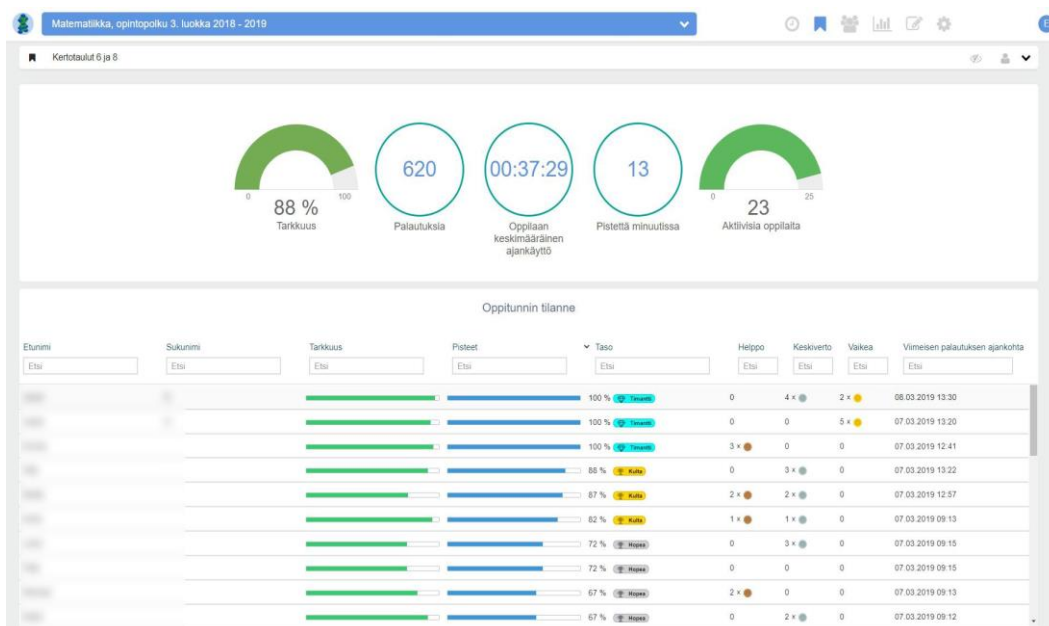 Matematiikka, opintopolku 3. luokka 2018 - 2019
Kertotaulut 6 ja 8
0 100
88 %
Tarkkuus
620
Palautuksia
00:37:29
Oppilaan
keskimääräinen
ajankäyttö
13
Pistettä minuutissa
0 25
23
Aktiivisia oppilaita
Oppitunnin tilanne
Etunimi Sukunimi Tarkkuus Pisteet Taso Helppo Keskiverto Vaikea Viimeisen palautuksen ajankohta
Etsi Etsi Etsi Etsi Etsi Etsi Etsi Etsi Etsi
100 % Timantti 0 4 × 2 × 08.03.2019 13:30
100 % Timantti 0 0 5 × 07.03.2019 13:20
100 % Timantti 3 × 0 0 07.03.2019 12:41
88 % Kulta 0 3 × 0 07.03.2019 13:22
87 % Kulta 2 × 2 × 0 07.03.2019 12:57
82 % Kulta 1 × 1 × 0 07.03.2019 09:13
72 % Hopea 0 3 × 0 07.03.2019 09:15
72 % Hopea 0 0 0 07.03.2019 09:15
67 % Hopea 2 × 0 0 07.03.2019 09:13
67 % Hopea 0 2 × 0 07.03.2019 09:12